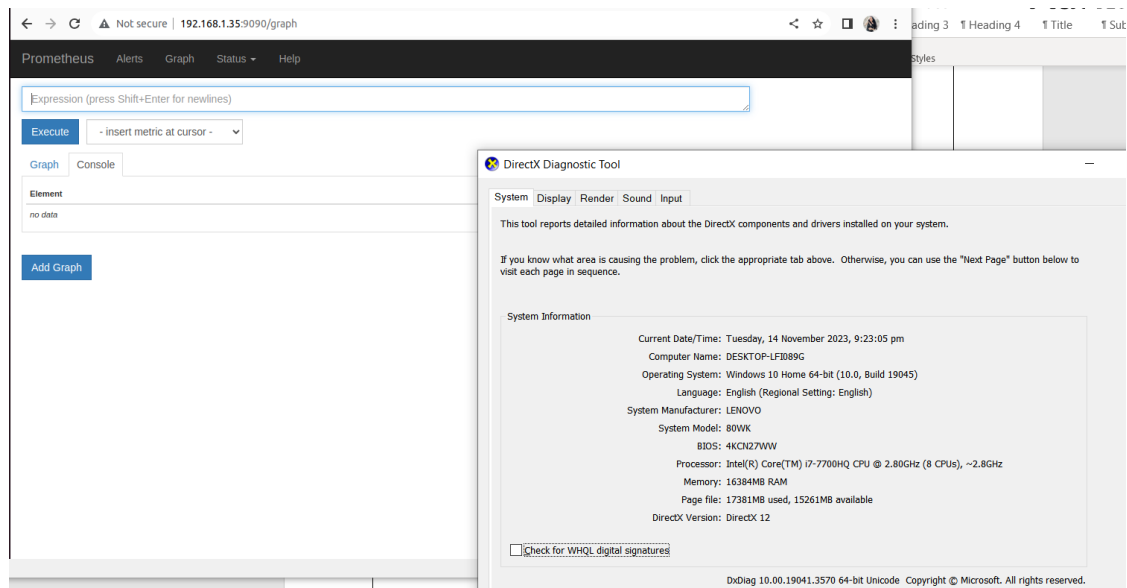 Not secure | 192.168.1.35:9090/graph
ading 3 ¶ Heading 4 ¶ Title ¶ Sub
Styles
Prometheus Alerts Graph Status Help
Expression (press Shift+Enter for newlines)
Execute - insert metric at cursor -
Graph Console
Element
no data
Add Graph
DirectX Diagnostic Tool
System Display Render Sound Input
This tool reports detailed information about the DirectX components and drivers installed on your system.
If you know what area is causing the problem, click the appropriate tab above. Otherwise, you can use the "Next Page" button below to
visit each page in sequence.
System Information
Current Date/Time: Tuesday, 14 November 2023, 9:23:05 pm
Computer Name: DESKTOP-LFI089G
Operating System: Windows 10 Home 64-bit (10.0, Build 19045)
Language: English (Regional Setting: English)
System Manufacturer: LENOVO
System Model: 80WK
BIOS: 4KCN27WW
Processor: Intel(R) Core(TM) i7-7700HQ CPU @ 2.80GHz (8 CPUs), ~2.8GHz
Memory: 16384MB RAM
Page file: 17381MB used, 15261MB available
DirectX Version: DirectX 12
Check for WHQL digital signatures
DxDiag 10.00.19041.3570 64-bit Unicode Copyright © Microsoft. All rights reserved.